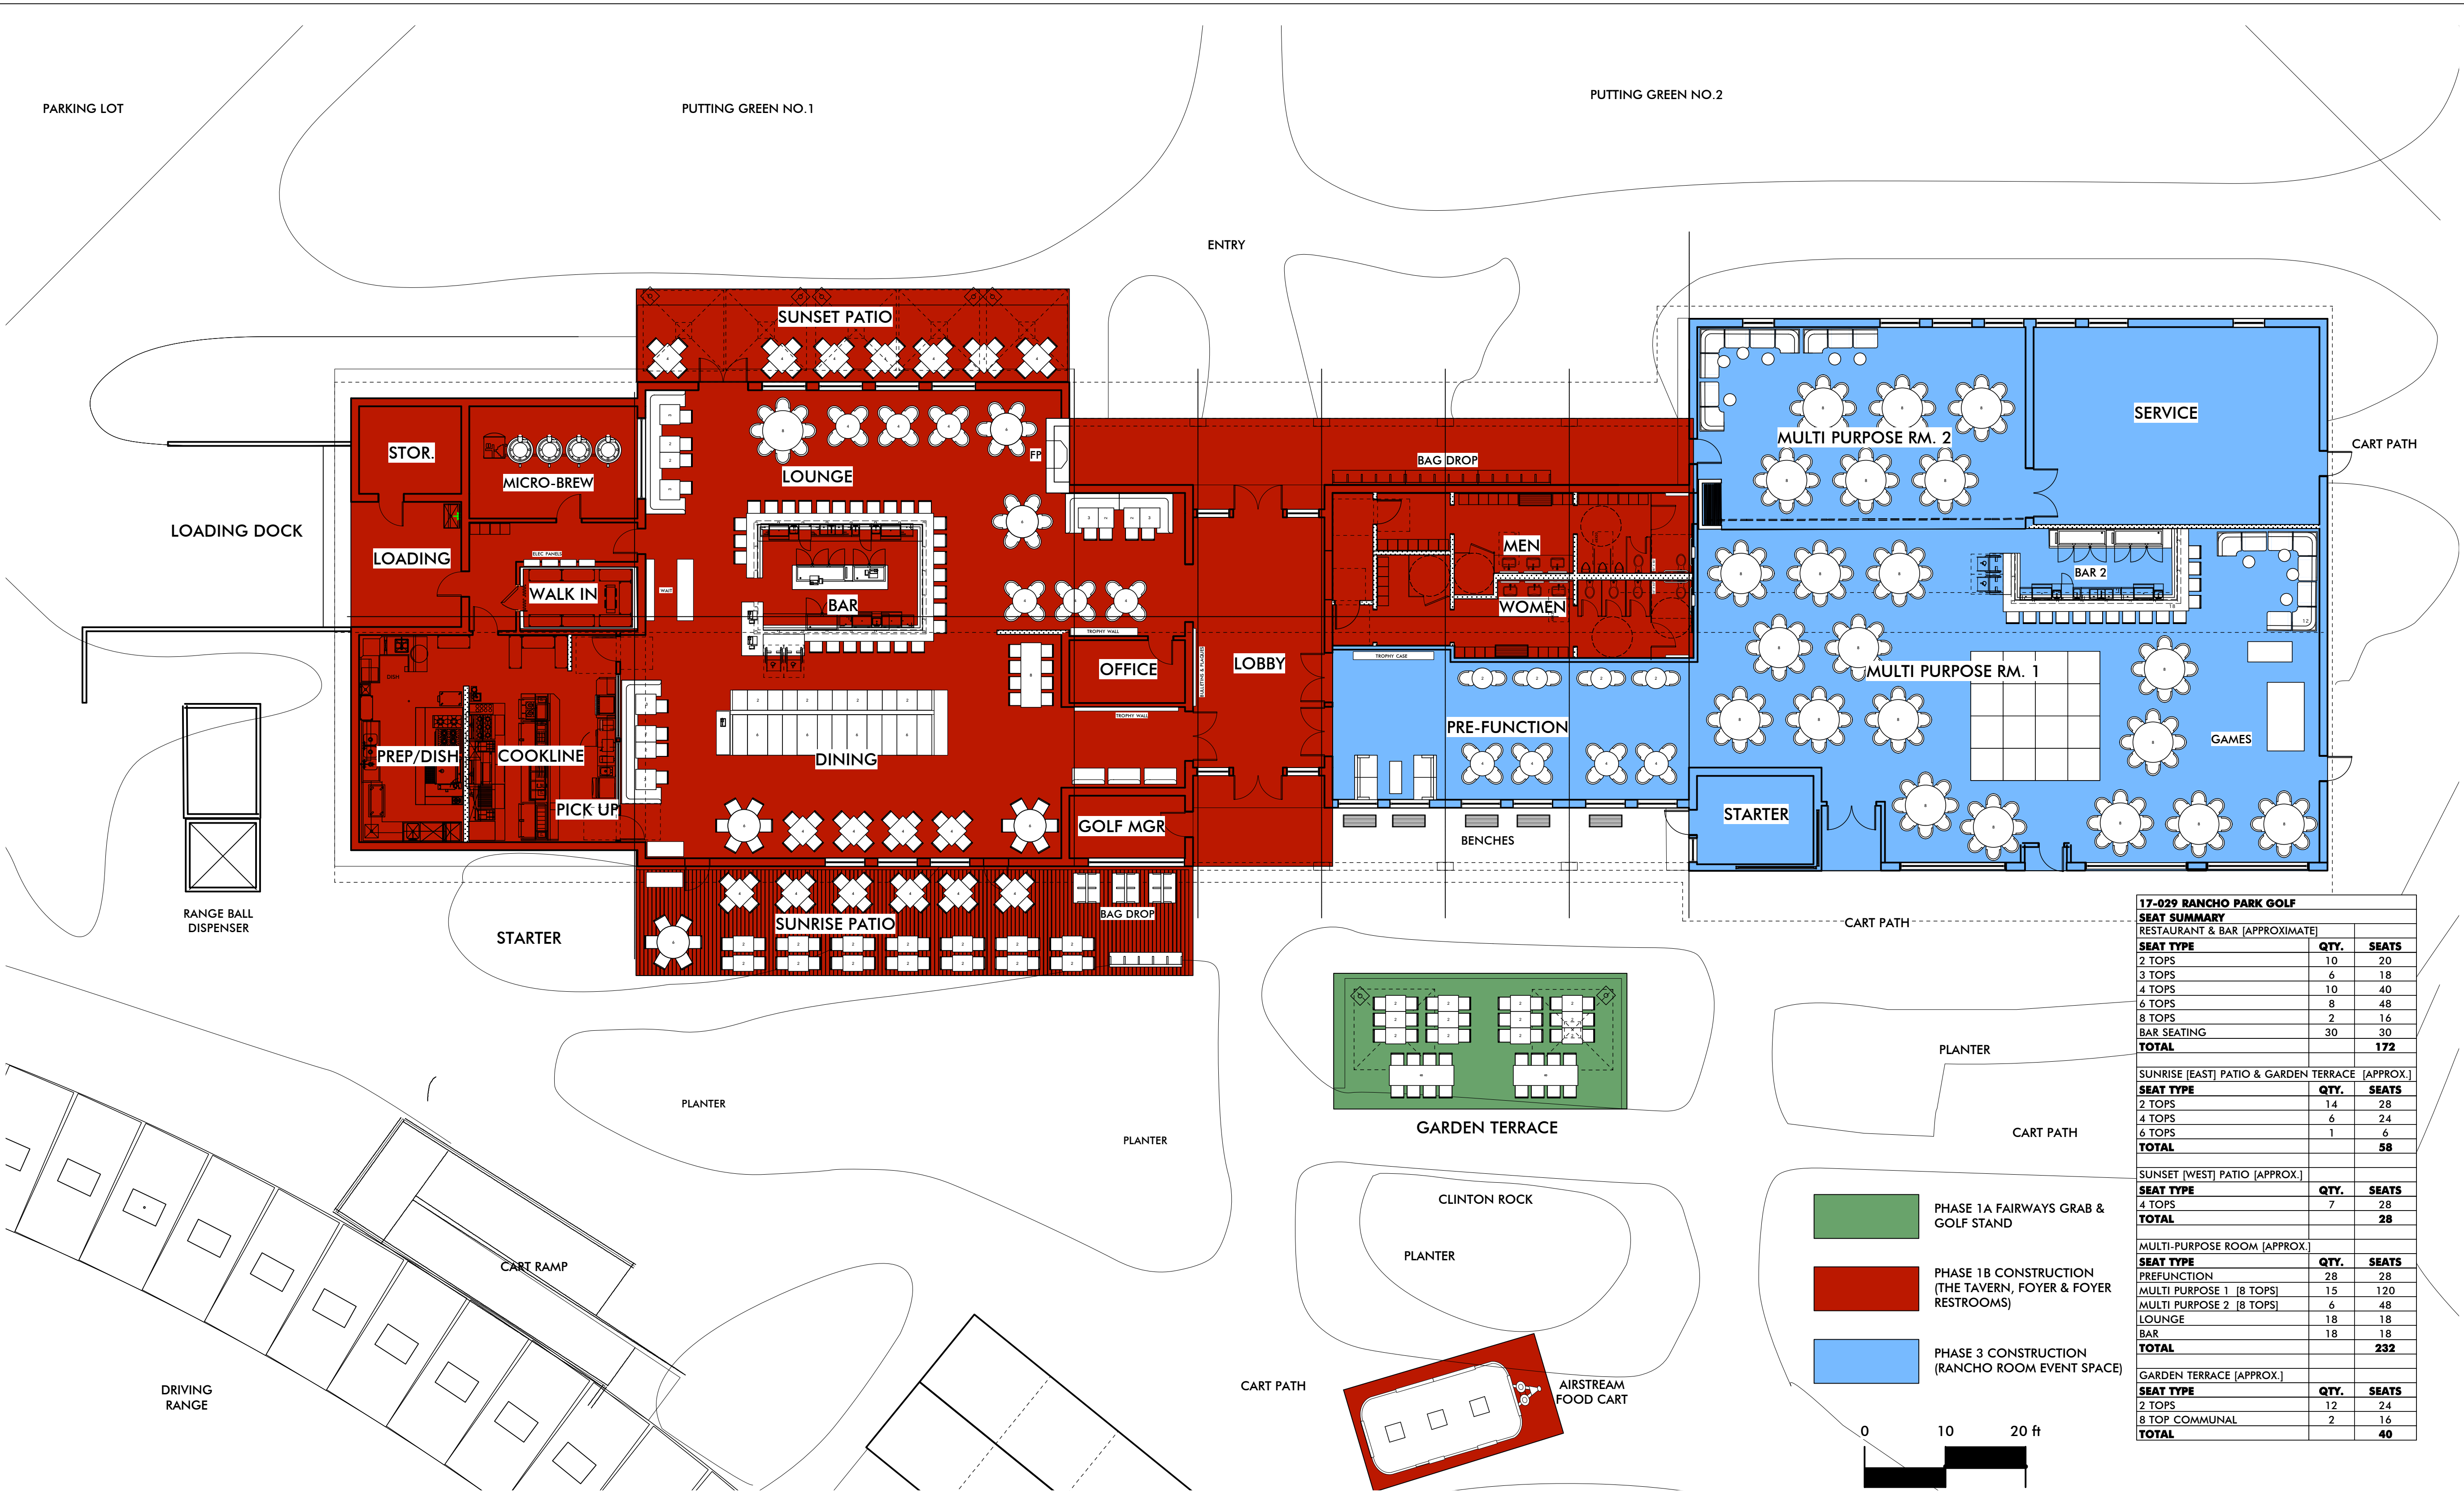 PARKING LOT
PUTTING GREEN NO.1
PUTTING GREEN NO.2
ENTRY
SUNSET PATIO
STOR.
MICRO-BREW
LOUNGE
FP
BAG DROP
MULTI PURPOSE RM. 2
SERVICE
CART PATH
LOADING DOCK
LOADING
ELEC PANELS
WALK IN
WAIT
BAR
MEN
WOMEN
BAR 2
18
12
TROPHY WALL
OFFICE
LOBBY
TROPHY CASE
MULTI PURPOSE RM. 1
DISH
TROPHY WALL
PREP/DISH
COOKLINE
DINING
PRE-FUNCTION
GAMES
PICK UP
GOLF MGR
STARTER
BENCHES
RANGE BALL
DISPENSER
STARTER
SUNRISE PATIO
BAG DROP
CART PATH
PLANTER
PLANTER
GARDEN TERRACE
PLANTER
CART PATH
CLINTON ROCK
PLANTER
CART RAMP
DRIVING
RANGE
CART PATH
AIRSTREAM
FOOD CART
PHASE 1A FAIRWAYS GRAB &
GOLF STAND
PHASE 1B CONSTRUCTION
(THE TAVERN, FOYER & FOYER
RESTROOMS)
PHASE 3 CONSTRUCTION
(RANCHO ROOM EVENT SPACE)
0 10 20 ft
17-029 RANCHO PARK GOLF
SEAT SUMMARY
RESTAURANT & BAR [APPROXIMATE]
SEAT TYPE QTY. SEATS
2 TOPS 10 20
3 TOPS 6 18
4 TOPS 10 40
6 TOPS 8 48
8 TOPS 2 16
BAR SEATING 30 30
TOTAL 172
SUNRISE [EAST] PATIO & GARDEN TERRACE [APPROX.]
SEAT TYPE QTY. SEATS
2 TOPS 14 28
4 TOPS 6 24
6 TOPS 1 6
TOTAL 58
SUNSET [WEST] PATIO [APPROX.]
SEAT TYPE QTY. SEATS
4 TOPS 7 28
TOTAL 28
MULTI-PURPOSE ROOM [APPROX.]
SEAT TYPE QTY. SEATS
PREFUNCTION 28 28
MULTI PURPOSE 1 [8 TOPS] 15 120
MULTI PURPOSE 2 [8 TOPS] 6 48
LOUNGE 18 18
BAR 18 18
TOTAL 232
GARDEN TERRACE [APPROX.]
SEAT TYPE QTY. SEATS
2 TOPS 12 24
8 TOP COMMUNAL 2 16
TOTAL 40